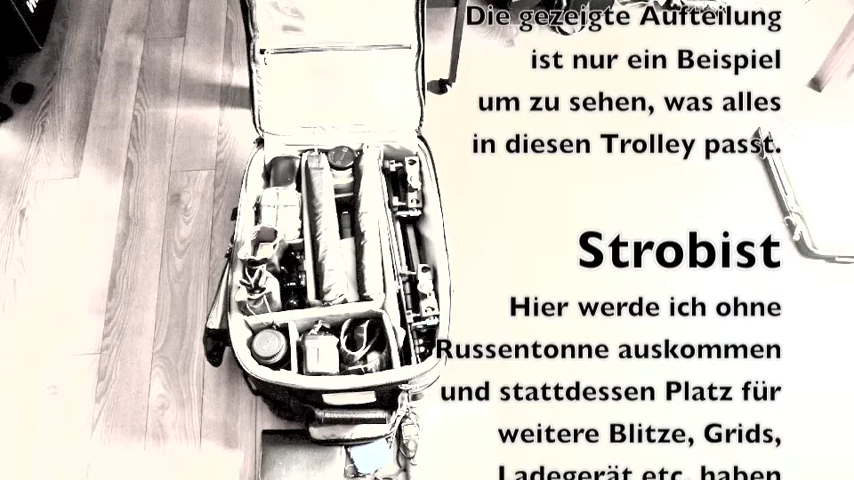 Die gezeigte Aufteilung
ist nur ein Beispiel
um zu sehen, was alles
in diesen Trolley passt.
Strobist
Hier werde ich ohne
Russentonne auskommen
und stattdessen Platz für
weitere Blitze, Grids,
Ladegerät etc. haben